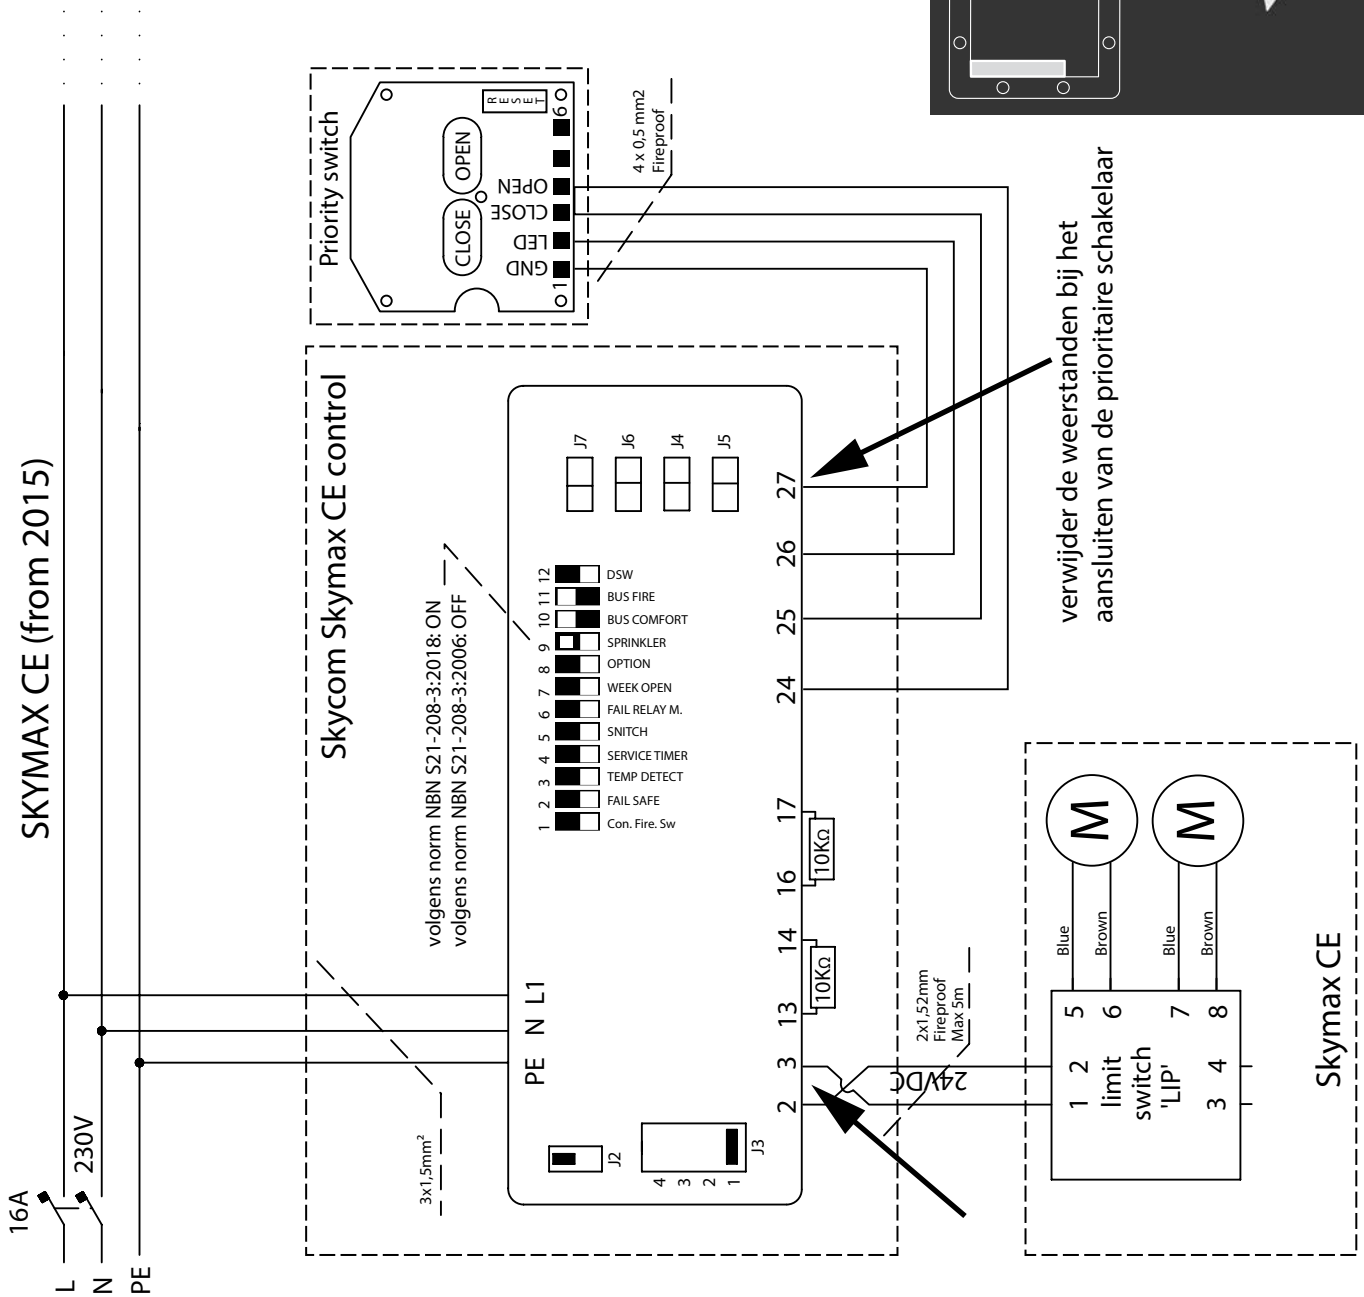 SKYMAX CE (from 2015)
L
N
PE
16A
230V
3x1,5mm²
Skycom Skymax CE control
volgens norm NBN S21-208-3:2018: ON
volgens norm NBN S21-208-3:2006: OFF
PE
N
L1
J2
J3
4
3
2
1
1 Con. Fire. Sw
2 FAIL SAFE
3 TEMP DETECT
4 SERVICE TIMER
5 SNITCH
6 FAIL RELAY M.
7 WEEK OPEN
8 OPTION
9 SPRINKLER
10 BUS COMFORT
11 BUS FIRE
12 DSW
J7
J6
J4
J5
2
3
13
14
16
17
24
25
26
27
10KΩ
10KΩ
24VDC
2x1,52mm
Fireproof
Max 5m
Priority switch
RESET
CLOSE
OPEN
1
6
GND
LED
CLOSE
OPEN
4 x 0,5 mm2
Fireproof
verwijder de weerstanden bij het
aansluiten van de prioritaire schakelaar
1
2
3
4
limit
switch
'LIP'
5
6
7
8
Blue
Brown
Blue
Brown
M
M
Skymax CE